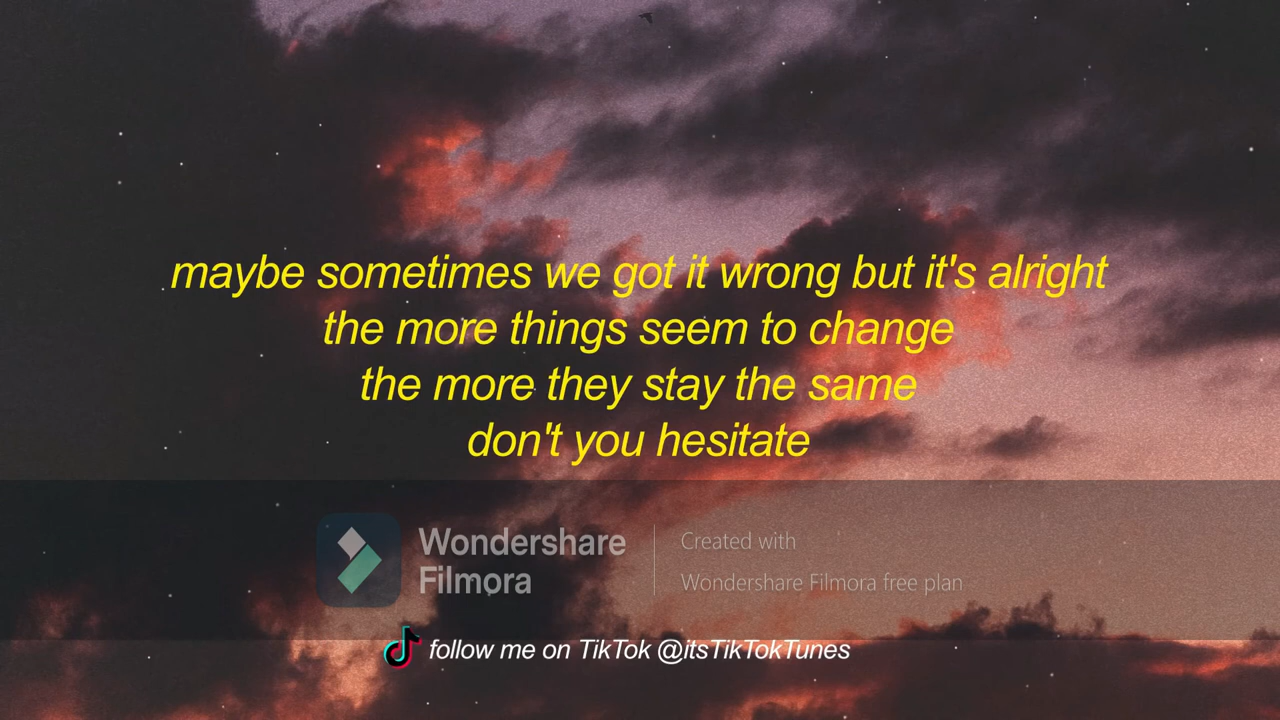 maybe sometimes we got it wrong but it's alright
the more things seem to change
the more they stay the same
don't you hesitate
Wondershare
Filmora
Created with
Wondershare Filmora free plan
follow me on TikTok @itsTikTokTunes